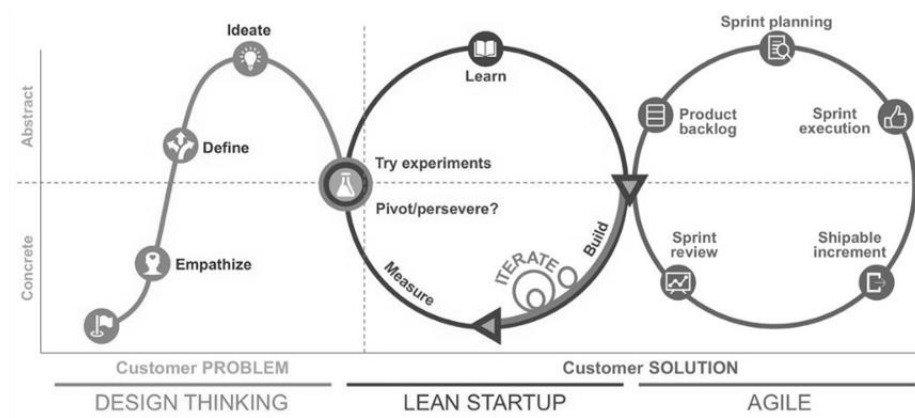 Ideate
Sprint planning
Learn
Product
backlog
Sprint
execution
Abstract
Define
Try experiments
Pivot/persevere?
Concrete
Empathize
Measure
ITERATE
Build
Sprint
review
Shipable
increment
Customer PROBLEM
Customer SOLUTION
DESIGN THINKING
LEAN STARTUP
AGILE